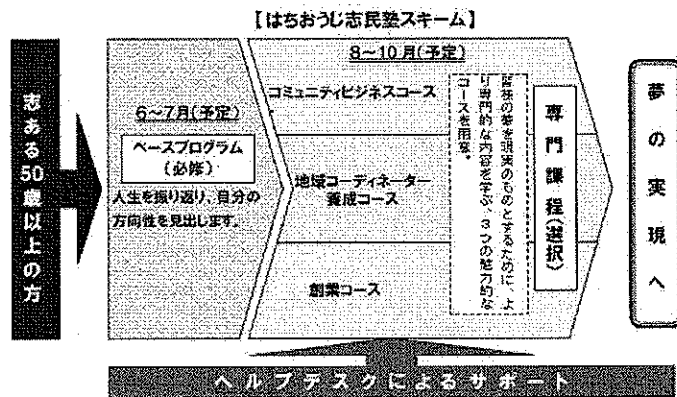 【はちおうじ志民塾スキーム】
志ある50歳以上の方
6～7月(予定)
ベースプログラム
(必修)
人生を振り返り、自分の
方向性を見出します。
8～10月(予定)
コミュニティビジネスコース
地域コーディネーター
養成コース
創業コース
皆様の夢を現実のものとするために、よ
り専門的な内容を学ぶ、3つの魅力的な
コースを用意。
専門課程(選択)
夢の実現へ
ヘルプデスクによるサポート